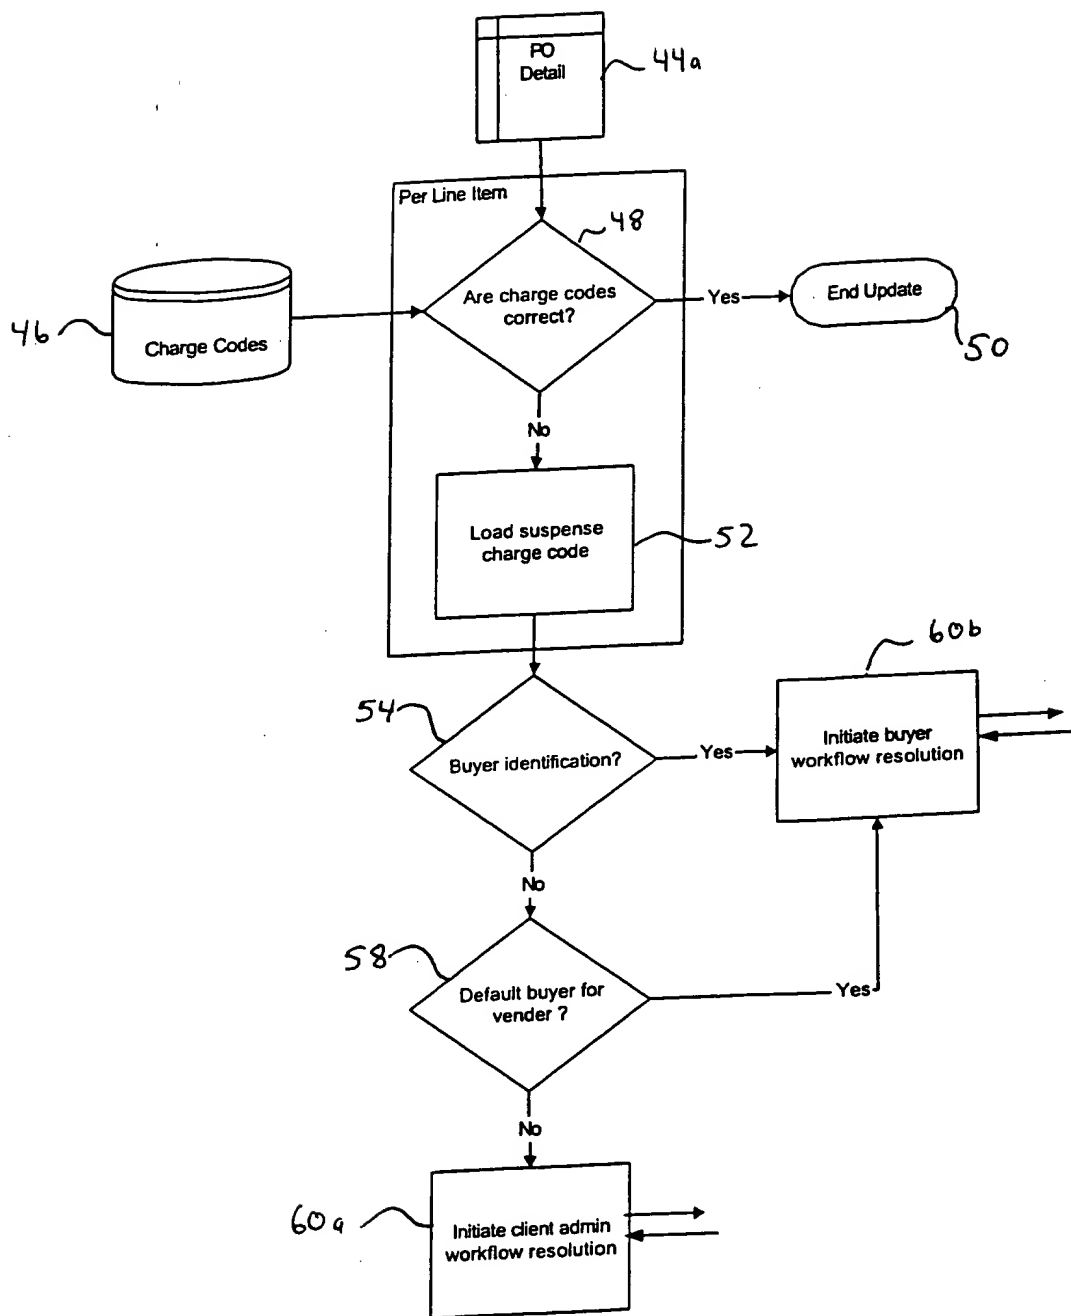 PO
Detail
44a
Per Line Item
48
Are charge codes
correct?
Yes
End Update
50
46
Charge Codes
No
Load suspense
charge code
52
54
Buyer identification?
Yes
60b
Initiate buyer
workflow resolution
No
58
Default buyer for
vender ?
Yes
No
60a
Initiate client admin
workflow resolution